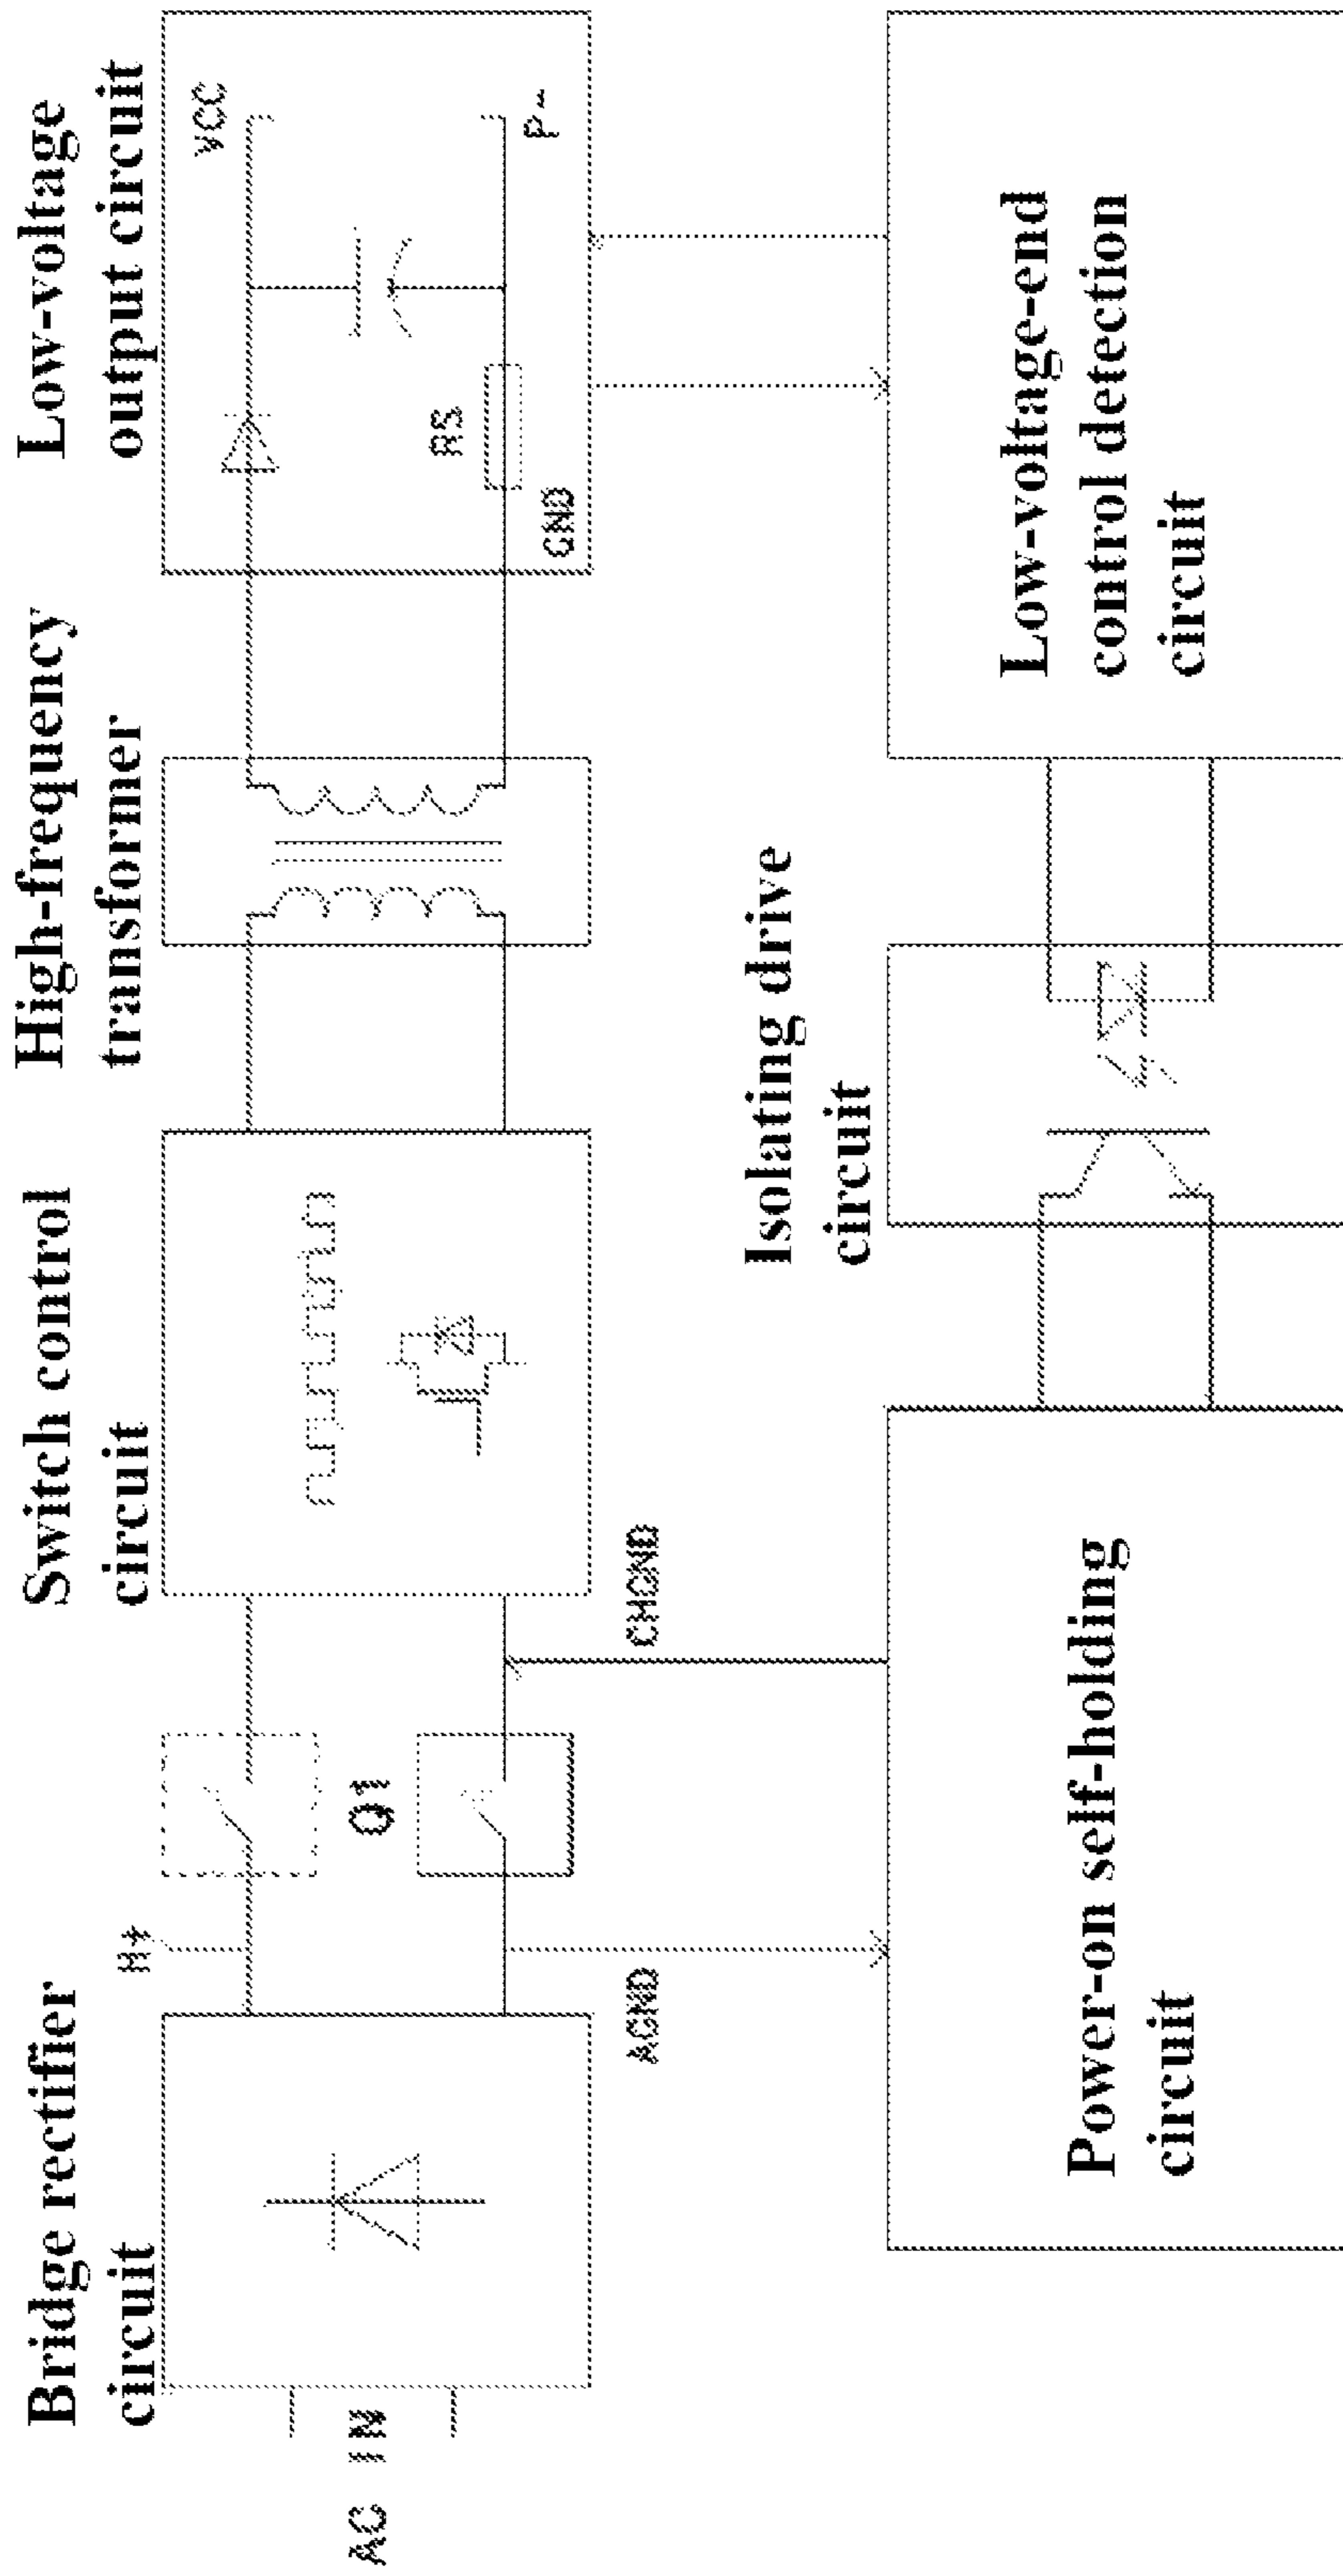 Bridge rectifier
circuit
Switch control
circuit
High-frequency
transformer
Low-voltage
output circuit
AC IN
H+
Q1
AGND
CHGND
VCC
RS
GND
P-
Isolating drive
circuit
Power-on self-holding
circuit
Low-voltage-end
control detection
circuit